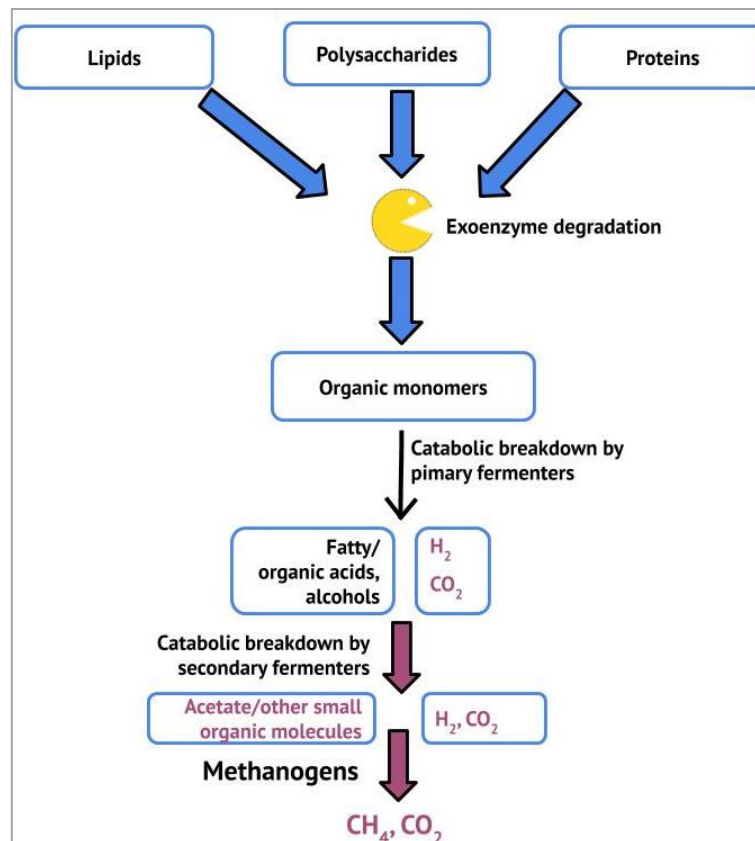 Lipids
Polysaccharides
Proteins
Exoenzyme degradation
Organic monomers
Catabolic breakdown by
pimary fermenters
Fatty/
organic acids,
alcohols
H₂
CO₂
Catabolic breakdown by
secondary fermenters
Acetate/other small
organic molecules
H₂, CO₂
Methanogens
CH₄, CO₂